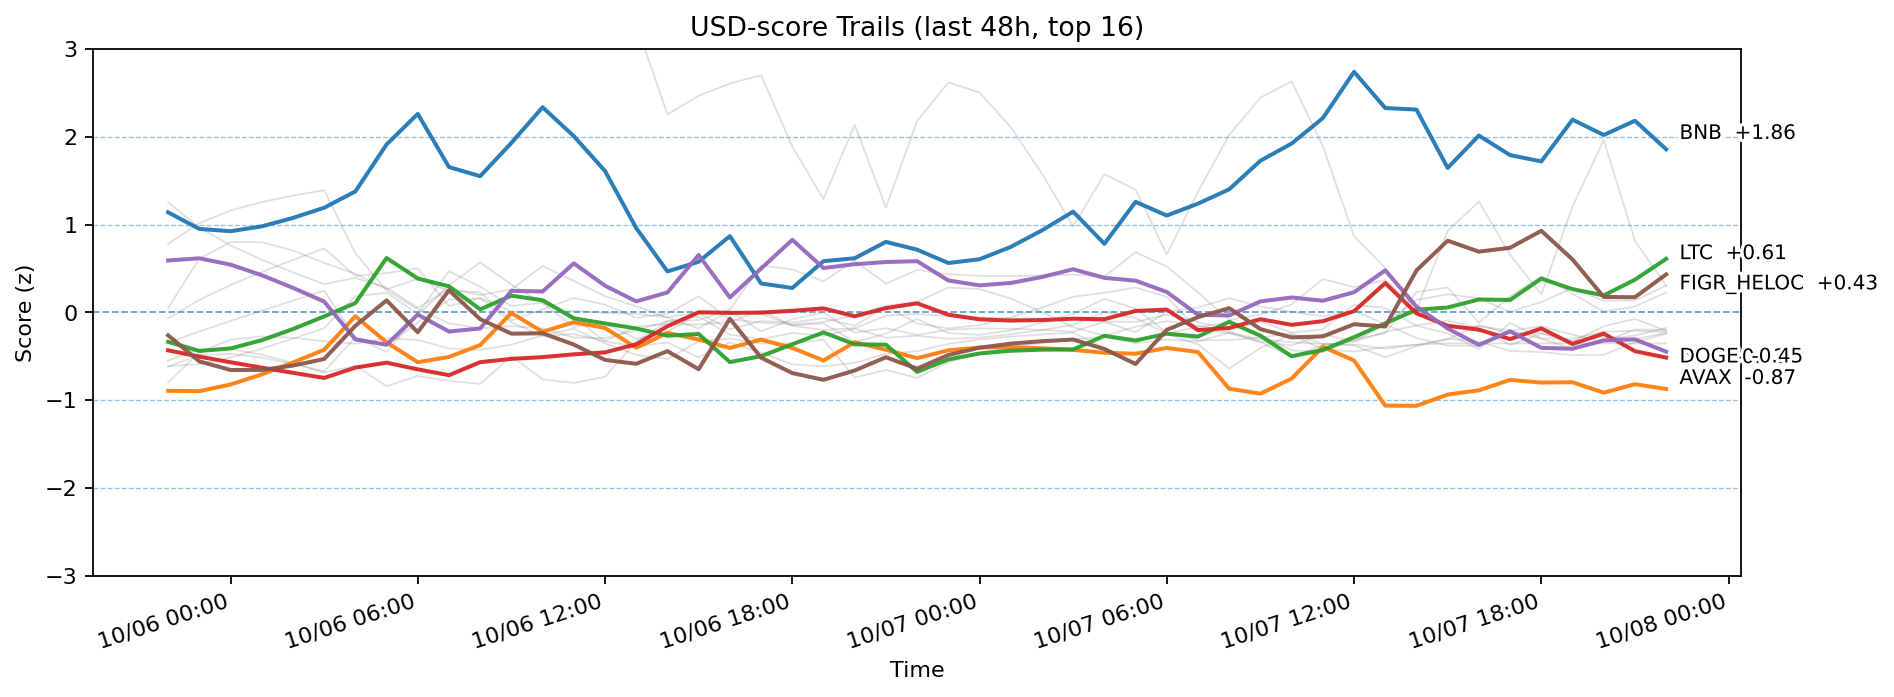 USD-score Trails (last 48h, top 16)
3
2
1
0
−1
−2
−3
Score (z)
BNB +1.86
LTC +0.61
FIGR_HELOC +0.43
DOGE -0.45
AVAX -0.87
10/06 00:00
10/06 06:00
10/06 12:00
10/06 18:00
10/07 00:00
10/07 06:00
10/07 12:00
10/07 18:00
10/08 00:00
Time